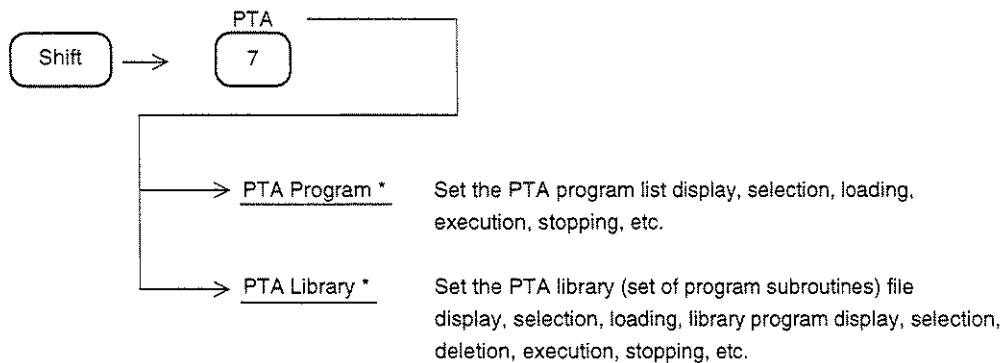 PTA
Shift
7
PTA Program * Set the PTA program list display, selection, loading,
execution, stopping, etc.
PTA Library * Set the PTA library (set of program subroutines) file
display, selection, loading, library program display, selection,
deletion, execution, stopping, etc.